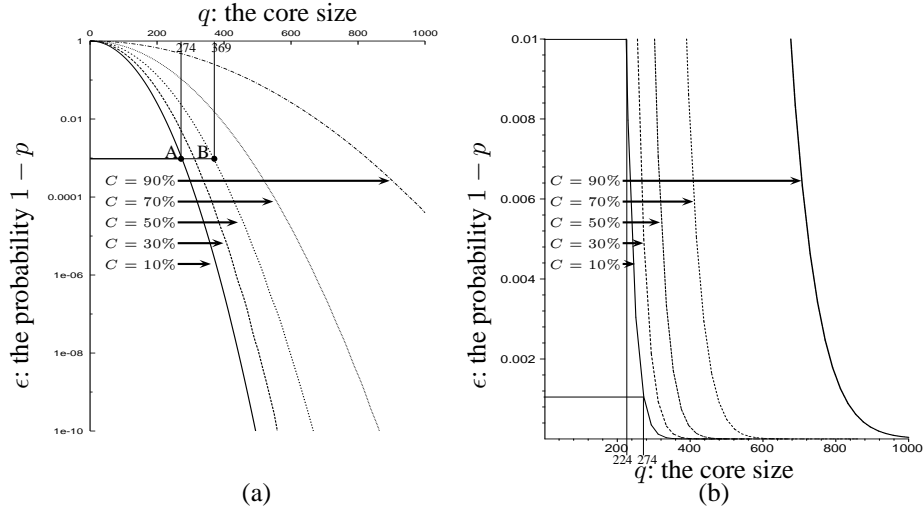 q: the core size
0 200 400 600 800 1000
274 369
1
0.01
0.0001
1e-06
1e-08
1e-10
ϵ: the probability 1 − p
A B
C = 90%
C = 70%
C = 50%
C = 30%
C = 10%
(a)
0.01
0.008
0.006
0.004
0.002
ϵ: the probability 1 − p
C = 90%
C = 70%
C = 50%
C = 30%
C = 10%
200 400 600 800 1000
224 274
q: the core size
(b)